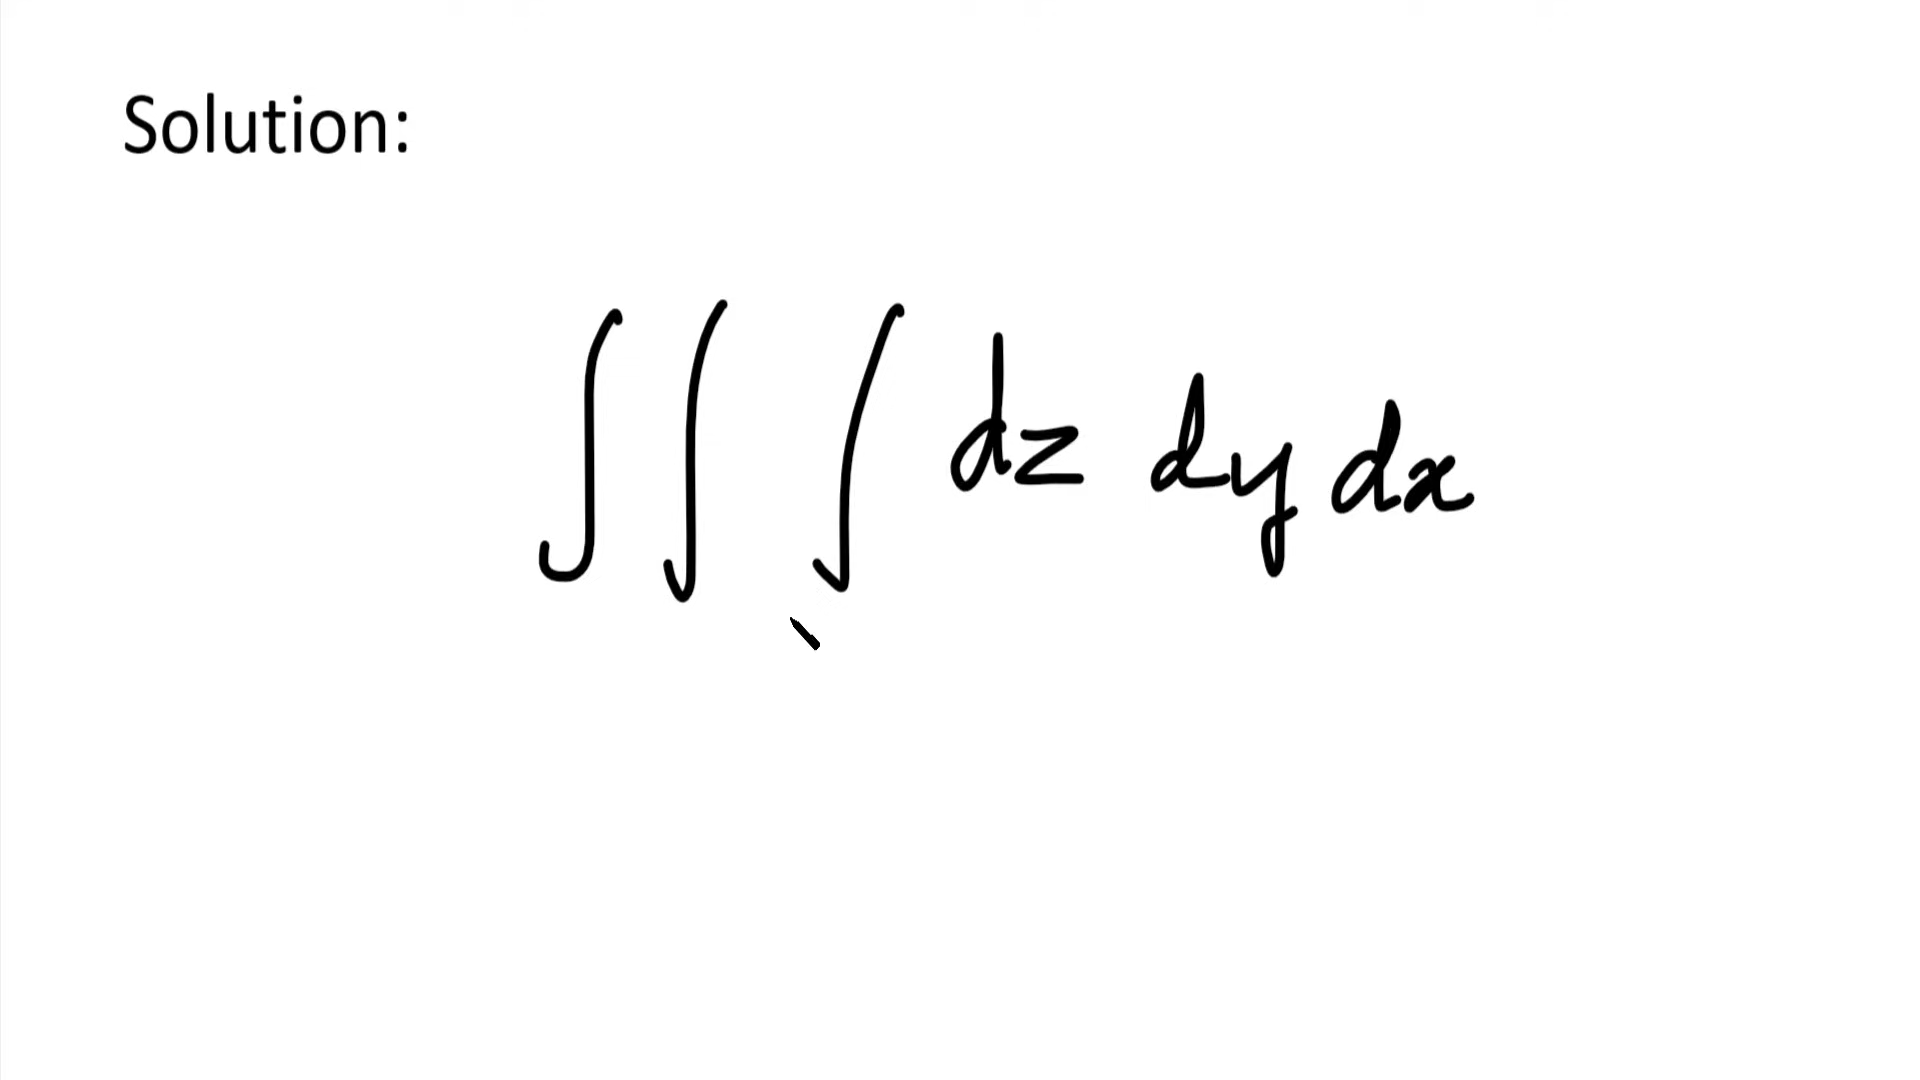 Solution:
∫∫ ∫ dz dy dx